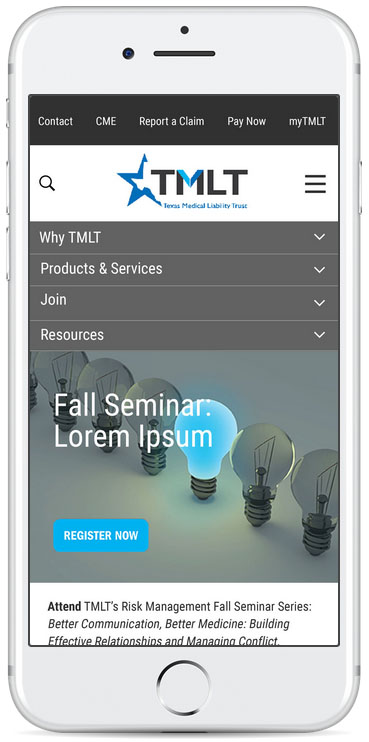 Contact CME Report a Claim Pay Now myTMLT
TMLT
Texas Medical Liability Trust
Why TMLT
Products & Services
Join
Resources
Fall Seminar:
Lorem Ipsum
REGISTER NOW
Attend TMLT's Risk Management Fall Seminar Series:
Better Communication, Better Medicine: Building
Effective Relationships and Managing Conflict.